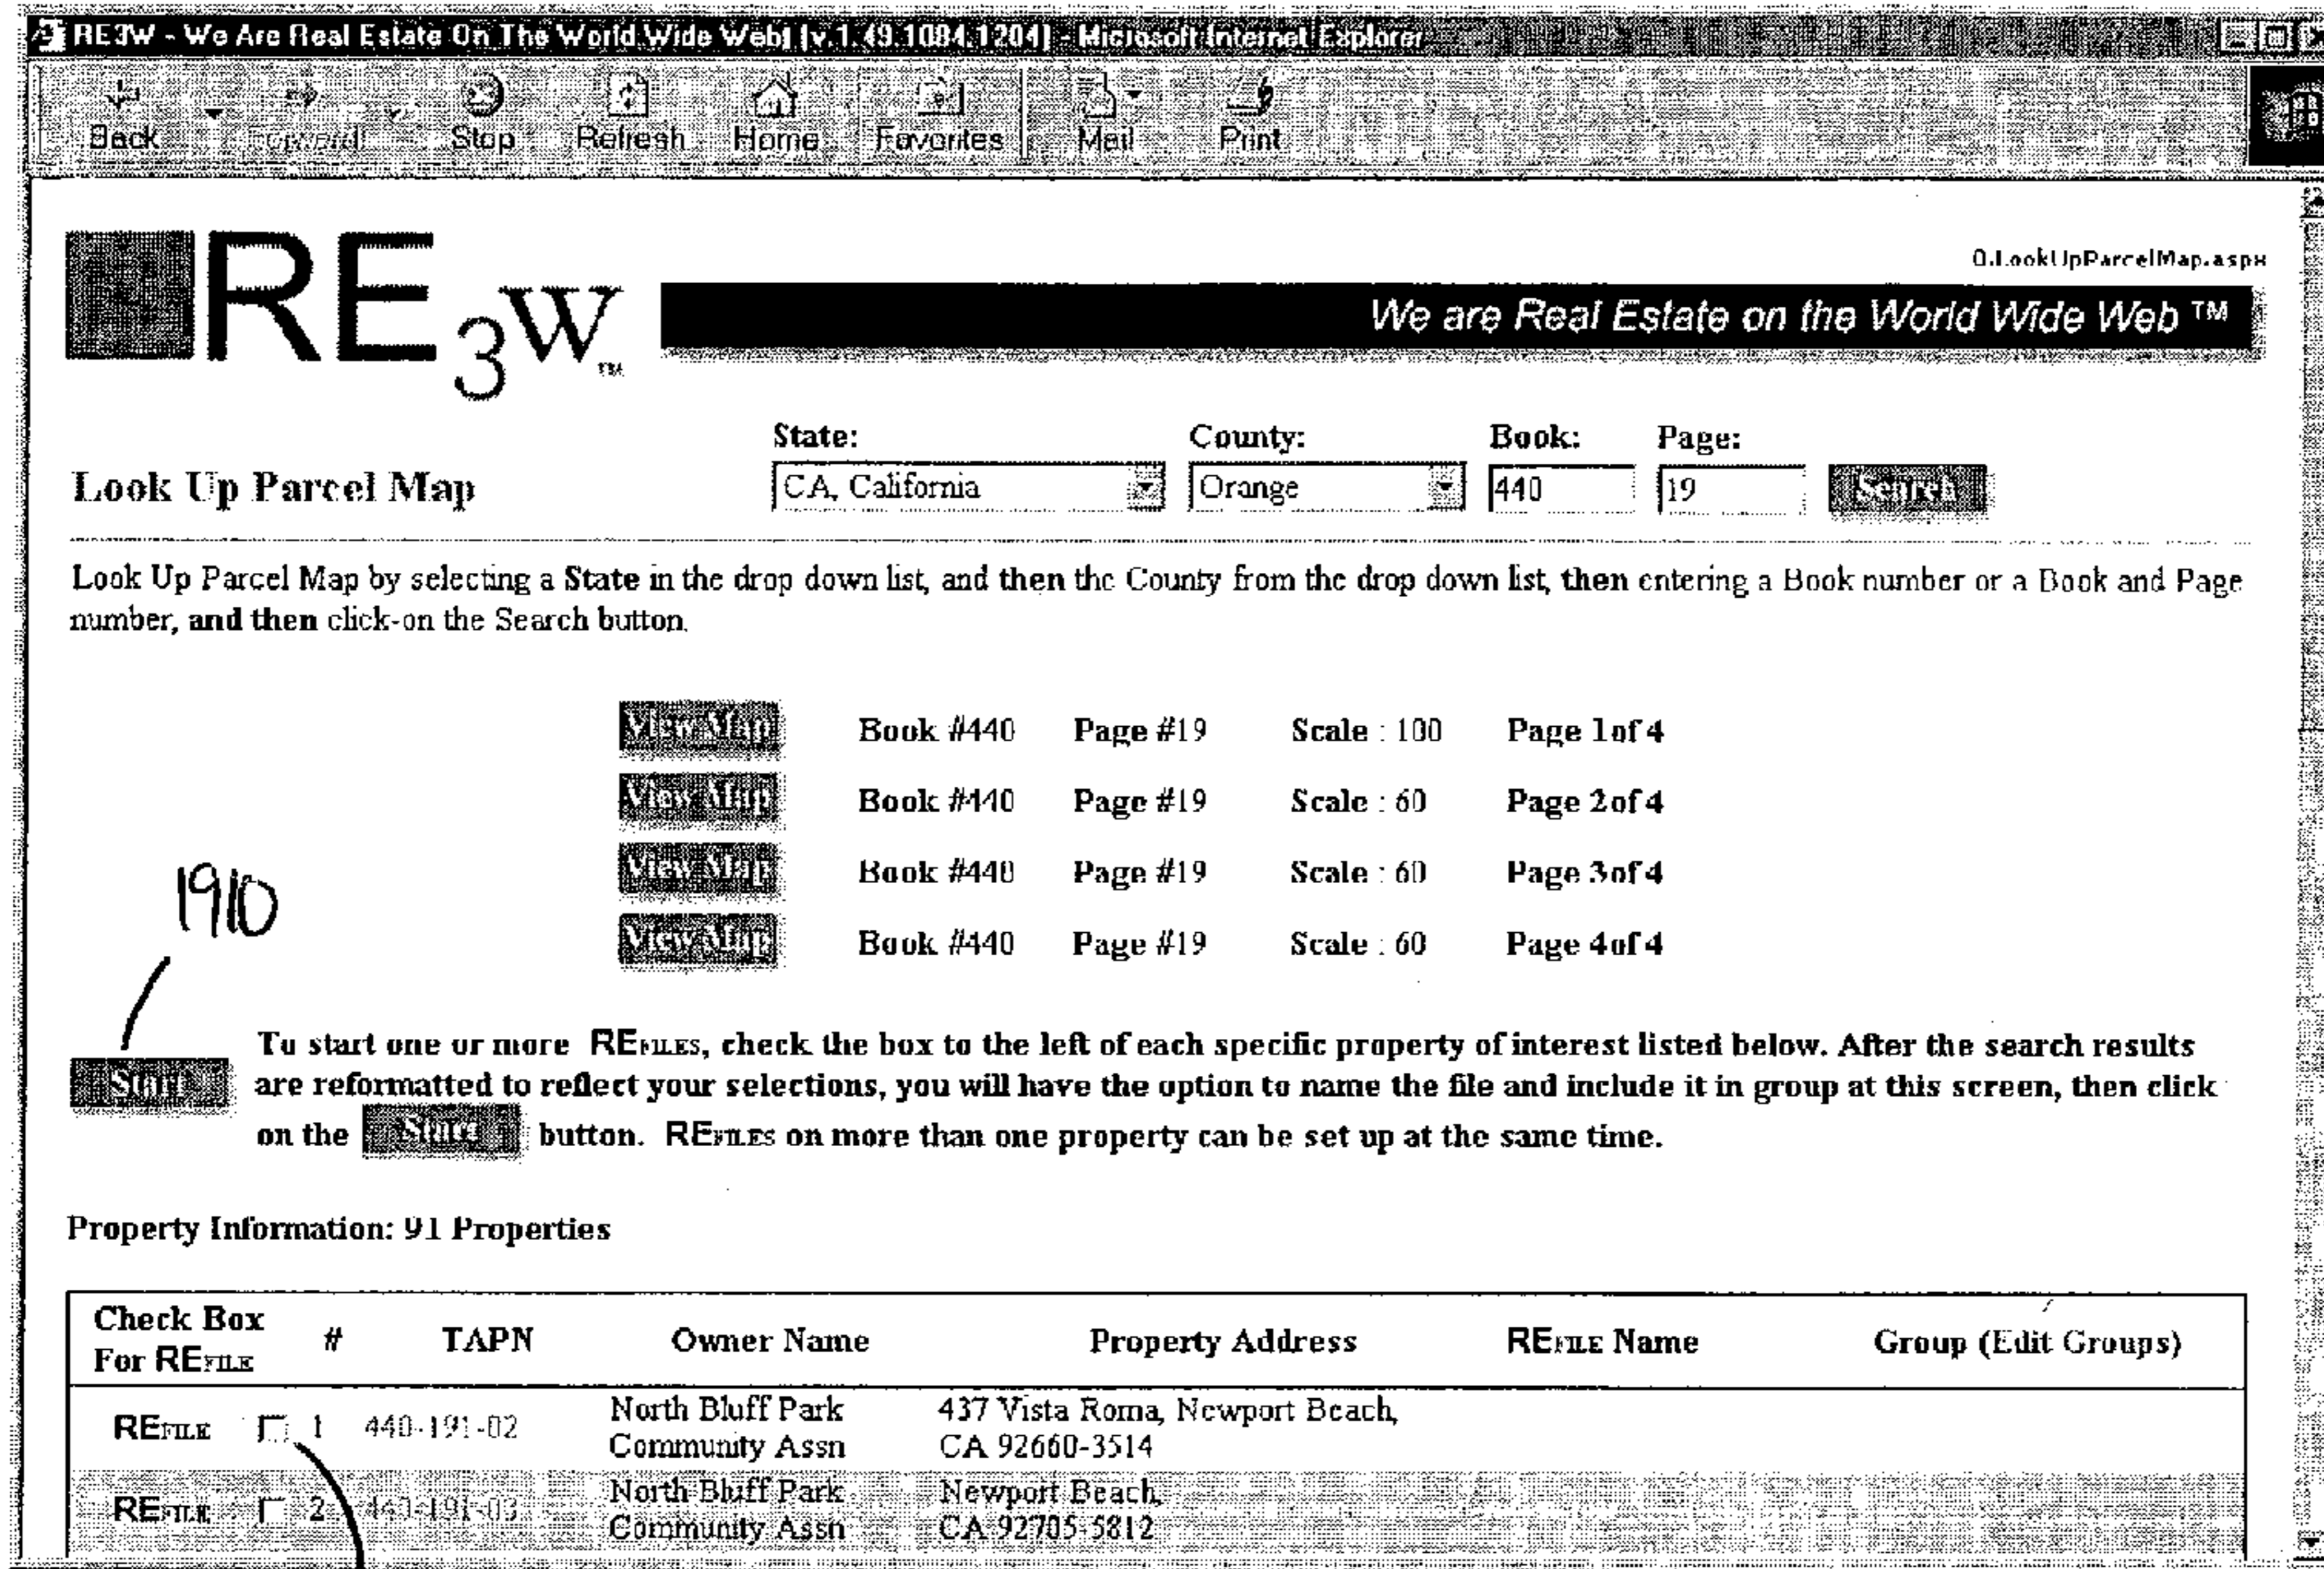 RE3W - We Are Real Estate On The World Wide Web! [v.1.49.1084.1204] - Microsoft Internet Explorer
Back Forward Stop Refresh Home Favorites Mail Print
RE3W TM
0.LookUpParcelMap.aspx
We are Real Estate on the World Wide Web ™
State: County: Book: Page:
Look Up Parcel Map CA, California Orange 440 19 Search
Look Up Parcel Map by selecting a State in the drop down list, and then the County from the drop down list, then entering a Book number or a Book and Page
number, and then click-on the Search button.
View Map Book #440 Page #19 Scale : 100 Page 1of 4
View Map Book #440 Page #19 Scale : 60 Page 2of 4
View Map Book #440 Page #19 Scale : 60 Page 3of 4
View Map Book #440 Page #19 Scale : 60 Page 4of 4
1910
To start one or more REFILES, check the box to the left of each specific property of interest listed below. After the search results
Start are reformatted to reflect your selections, you will have the option to name the file and include it in group at this screen, then click
on the Start button. REFILES on more than one property can be set up at the same time.
Property Information: 91 Properties
Check Box
For REFILE # TAPN Owner Name Property Address REFILE Name Group (Edit Groups)
REFILE 1 440-191-02 North Bluff Park 437 Vista Roma, Newport Beach,
Community Assn CA 92660-3514
REFILE 2 440-191-03 North Bluff Park Newport Beach,
Community Assn CA 92705-5812